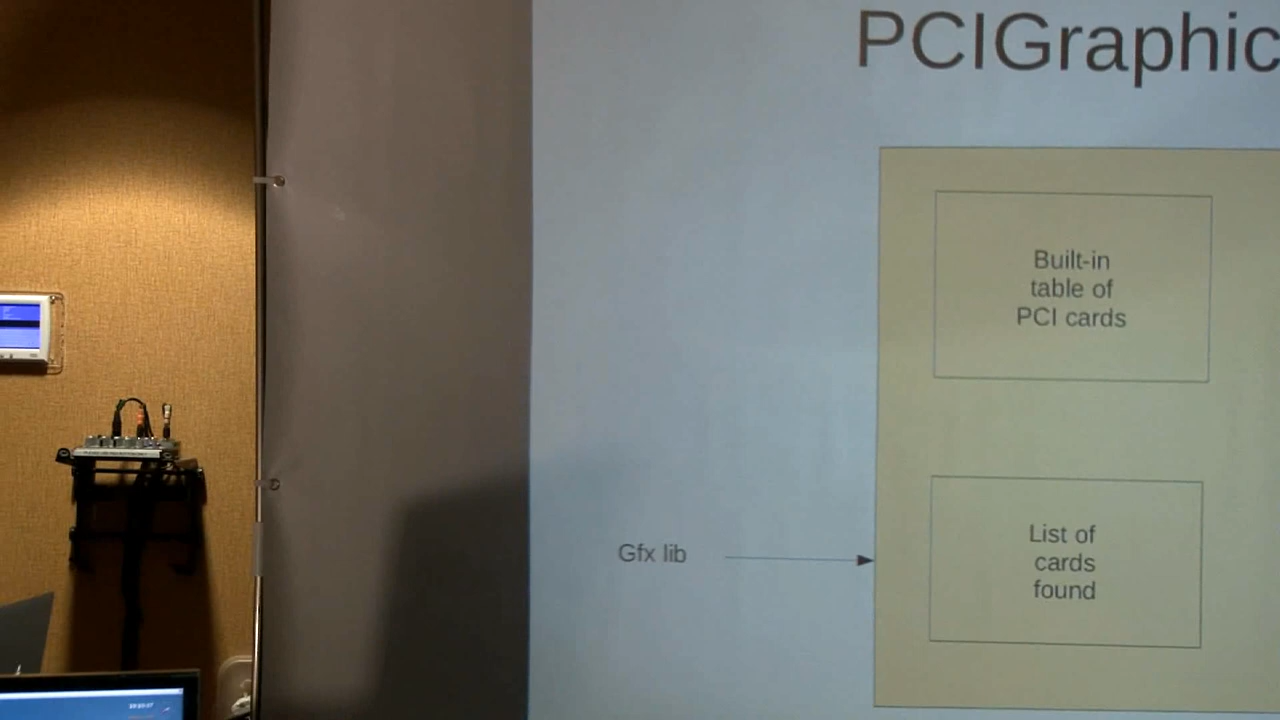 PCIGraphic
Built-in
table of
PCI cards
Gfx lib
List of
cards
found